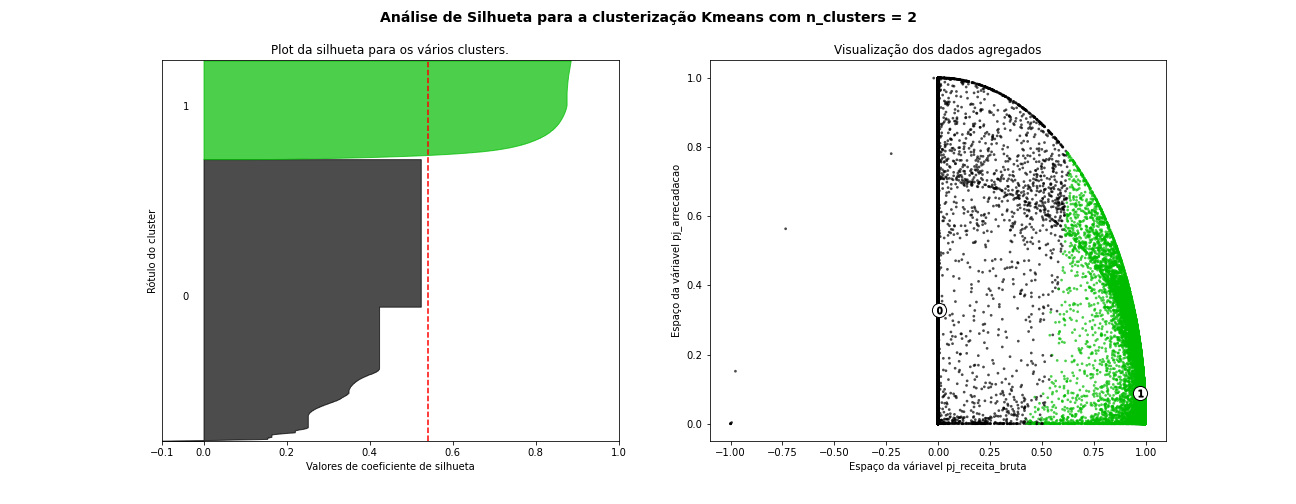 Análise de Silhueta para a clusterização Kmeans com n_clusters = 2
Plot da silhueta para os vários clusters.
1
0
Rótulo do cluster
−0.1 0.0 0.2 0.4 0.6 0.8 1.0
Valores de coeficiente de silhueta
Visualização dos dados agregados
1.0
0.8
0.6
0.4
0.2
0.0
Espaço da váriavel pj_arrecadacao
0
1
−1.00 −0.75 −0.50 −0.25 0.00 0.25 0.50 0.75 1.00
Espaço da váriavel pj_receita_bruta